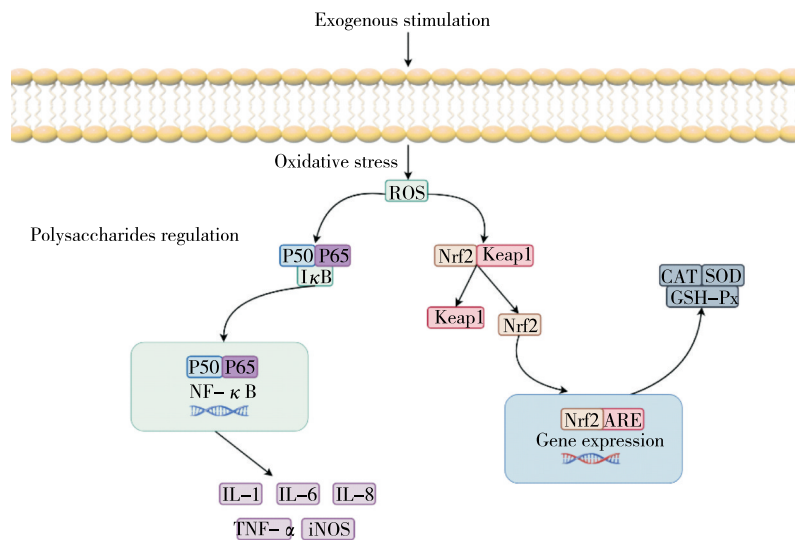 Exogenous stimulation
Oxidative stress
ROS
Polysaccharides regulation
P50 P65
IκB
Nrf2 Keap1
Keap1
Nrf2
CAT SOD
GSH-Px
P50 P65
NF-κB
Nrf2 ARE
Gene expression
IL-1 IL-6 IL-8
TNF-α iNOS